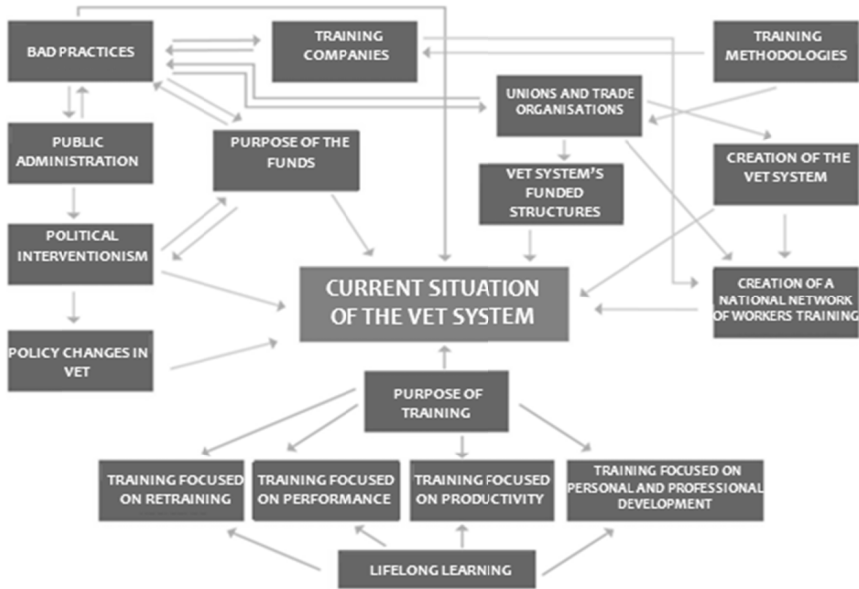 BAD PRACTICES
TRAINING
COMPANIES
TRAINING
METHODOLOGIES
UNIONS AND TRADE
ORGANISATIONS
PUBLIC
ADMINISTRATION
PURPOSE OF THE
FUNDS
CREATION OF THE
VET SYSTEM
VET SYSTEM'S
FUNDED
STRUCTURES
POLITICAL
INTERVENTIONISM
CURRENT SITUATION
OF THE VET SYSTEM
CREATION OF A
NATIONAL NETWORK
OF WORKERS TRAINING
POLICY CHANGES IN
VET
PURPOSE OF
TRAINING
TRAINING FOCUSED
ON RETRAINING
TRAINING FOCUSED
ON PERFORMANCE
TRAINING FOCUSED
ON PRODUCTIVITY
TRAINING FOCUSED ON
PERSONAL AND PROFESSIONAL
DEVELOPMENT
LIFELONG LEARNING